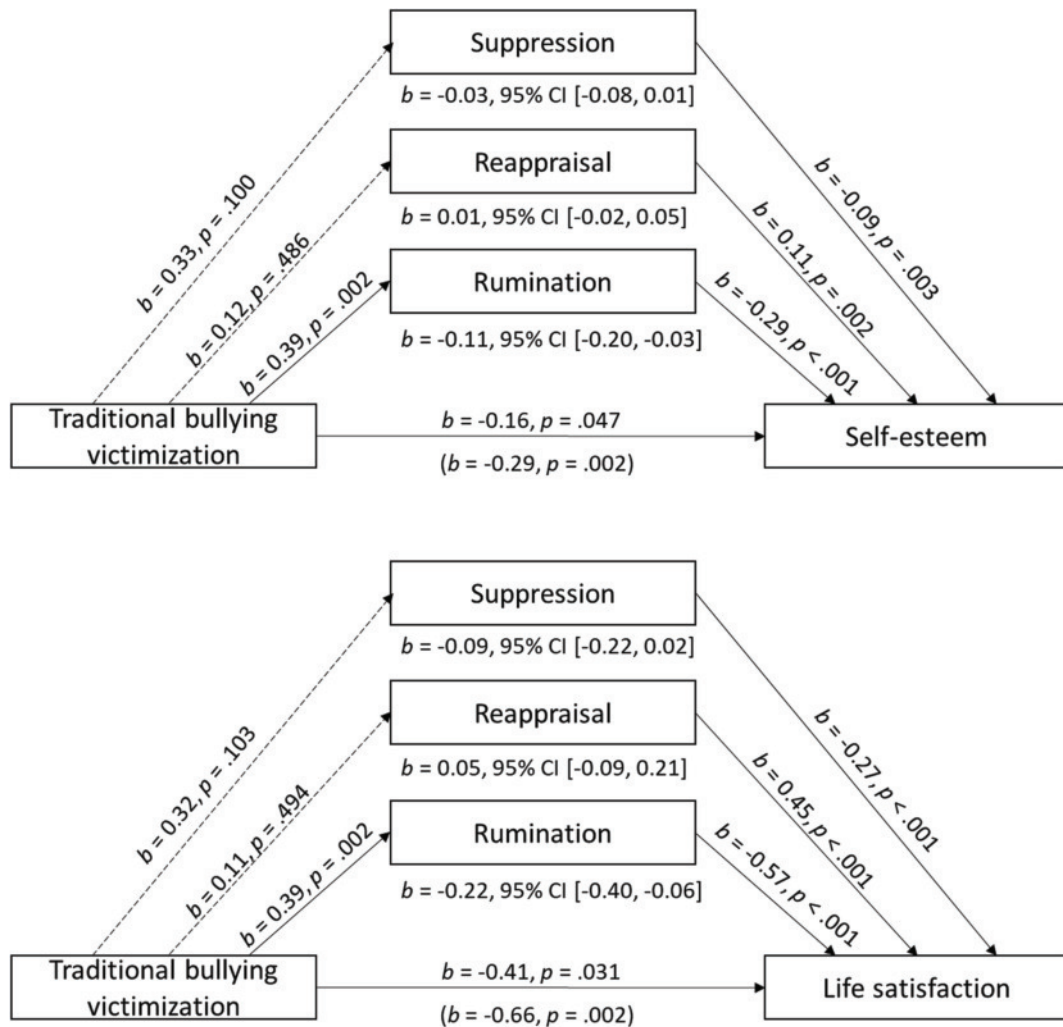 Suppression
b = -0.03, 95% CI [-0.08, 0.01]
Reappraisal
b = 0.01, 95% CI [-0.02, 0.05]
Rumination
b = -0.11, 95% CI [-0.20, -0.03]
b = 0.33, p = .100
b = 0.12, p = .486
b = 0.39, p = .002
b = -0.09, p = .003
b = 0.11, p = .002
b = -0.29, p < .001
Traditional bullying
victimization
b = -0.16, p = .047
(b = -0.29, p = .002)
Self-esteem
Suppression
b = -0.09, 95% CI [-0.22, 0.02]
Reappraisal
b = 0.05, 95% CI [-0.09, 0.21]
Rumination
b = -0.22, 95% CI [-0.40, -0.06]
b = 0.32, p = .103
b = 0.11, p = .494
b = 0.39, p = .002
b = -0.27, p < .001
b = 0.45, p < .001
b = -0.57, p < .001
Traditional bullying
victimization
b = -0.41, p = .031
(b = -0.66, p = .002)
Life satisfaction